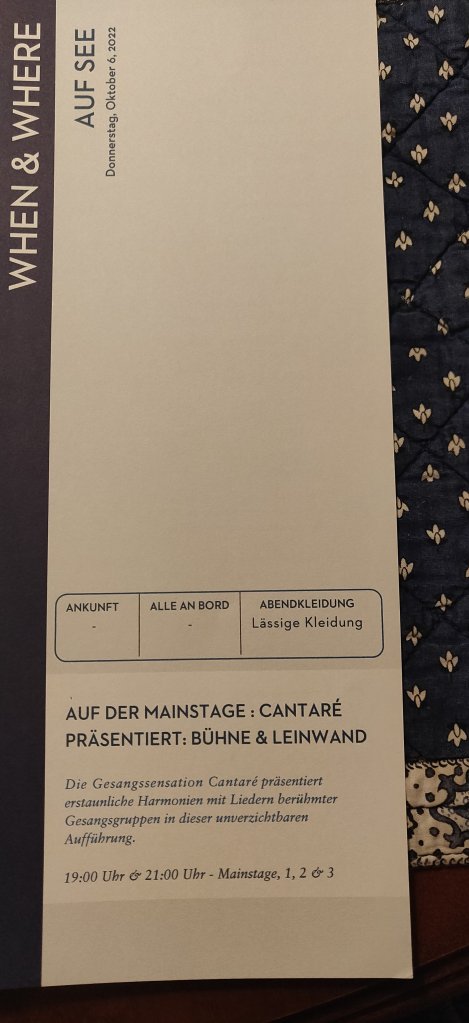 WHEN & WHERE
AUF SEE
Donnerstag, Oktober 6, 2022
ANKUNFT
-
ALLE AN BORD
-
ABENDKLEIDUNG
Lässige Kleidung
AUF DER MAINSTAGE : CANTARÉ
PRÄSENTIERT: BÜHNE & LEINWAND
Die Gesangssensation Cantaré präsentiert
erstaunliche Harmonien mit Liedern berühmter
Gesangsgruppen in dieser unverzichtbaren
Aufführung.
19:00 Uhr & 21:00 Uhr - Mainstage, 1, 2 & 3